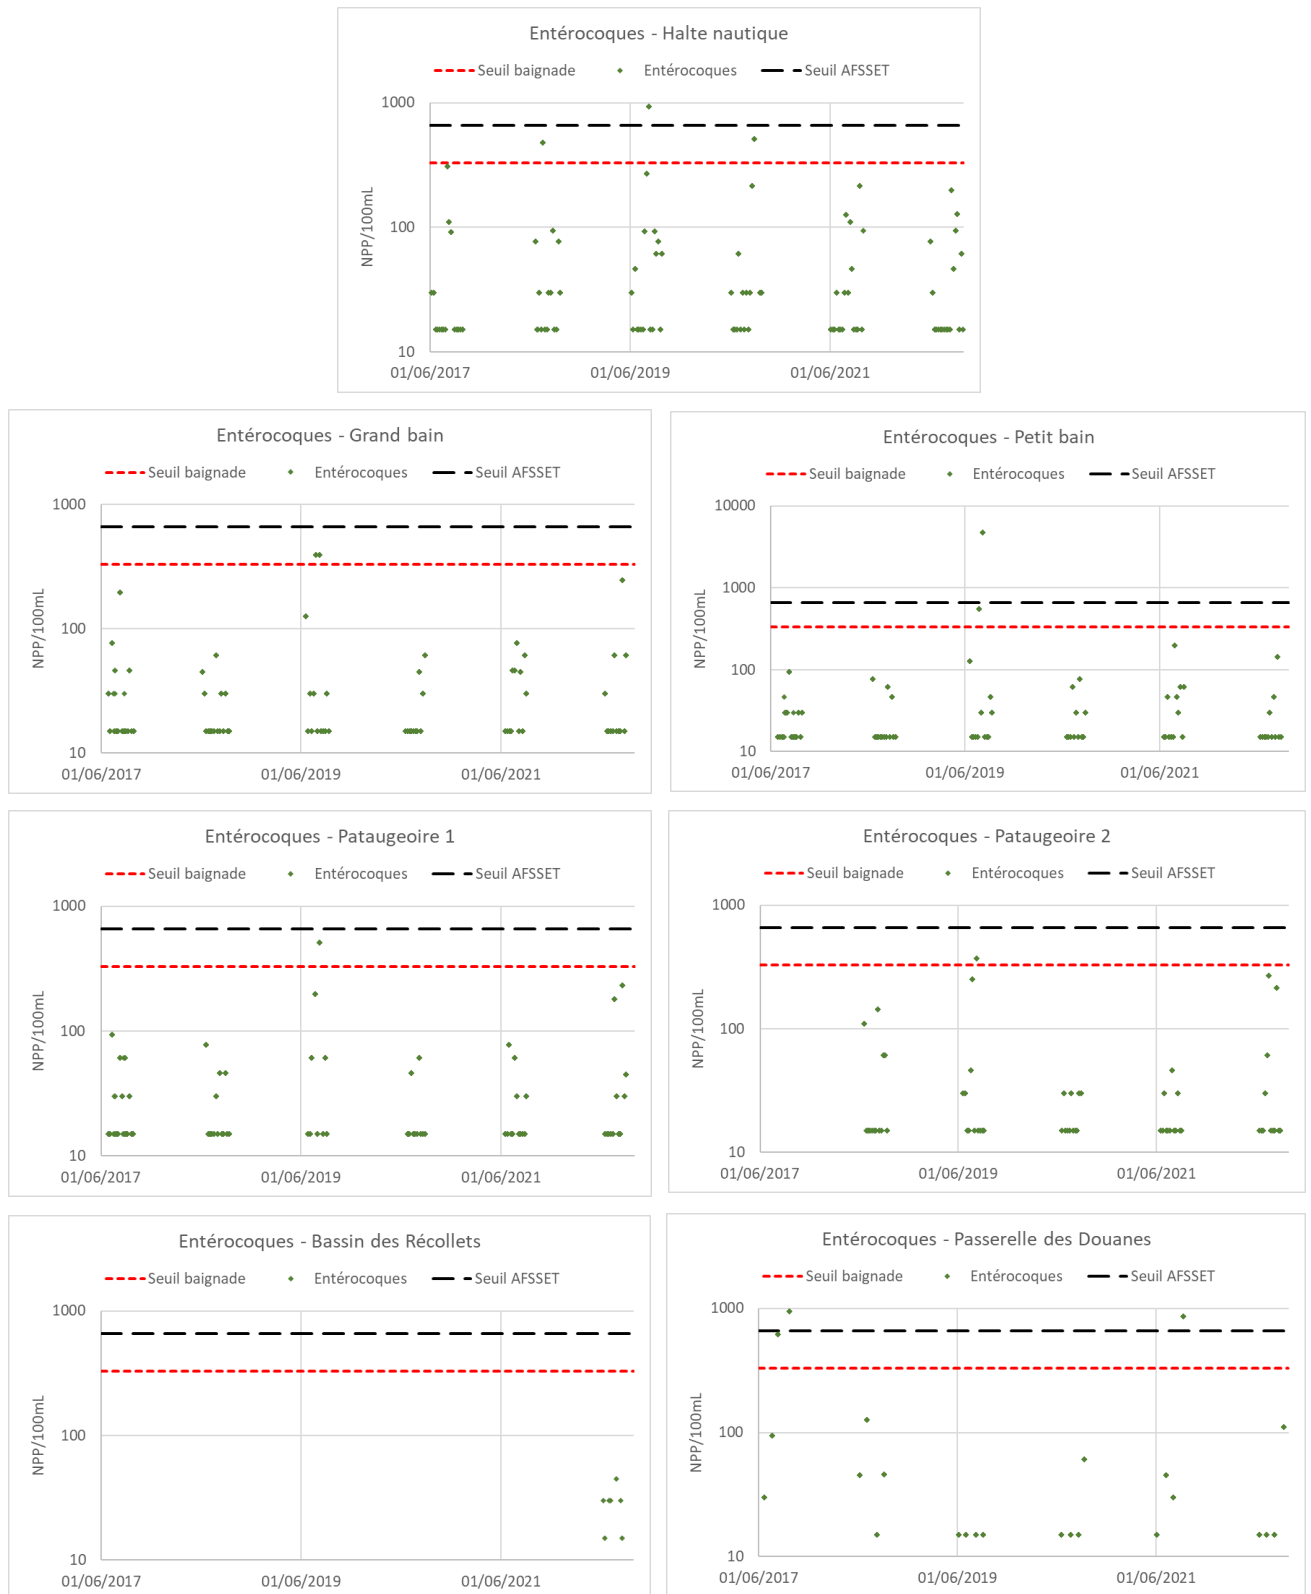 Entérocoques - Halte nautique
Seuil baignade Entérocoques Seuil AFSSET
1000
100
10
NPP/100mL
01/06/2017 01/06/2019 01/06/2021
Entérocoques - Grand bain
Seuil baignade Entérocoques Seuil AFSSET
1000
100
10
NPP/100mL
01/06/2017 01/06/2019 01/06/2021
Entérocoques - Petit bain
Seuil baignade Entérocoques Seuil AFSSET
10000
1000
100
10
NPP/100mL
01/06/2017 01/06/2019 01/06/2021
Entérocoques - Pataugeoire 1
Seuil baignade Entérocoques Seuil AFSSET
1000
100
10
NPP/100mL
01/06/2017 01/06/2019 01/06/2021
Entérocoques - Pataugeoire 2
Seuil baignade Entérocoques Seuil AFSSET
1000
100
10
NPP/100mL
01/06/2017 01/06/2019 01/06/2021
Entérocoques - Bassin des Récollets
Seuil baignade Entérocoques Seuil AFSSET
1000
100
10
NPP/100mL
01/06/2017 01/06/2019 01/06/2021
Entérocoques - Passerelle des Douanes
Seuil baignade Entérocoques Seuil AFSSET
1000
100
10
NPP/100mL
01/06/2017 01/06/2019 01/06/2021